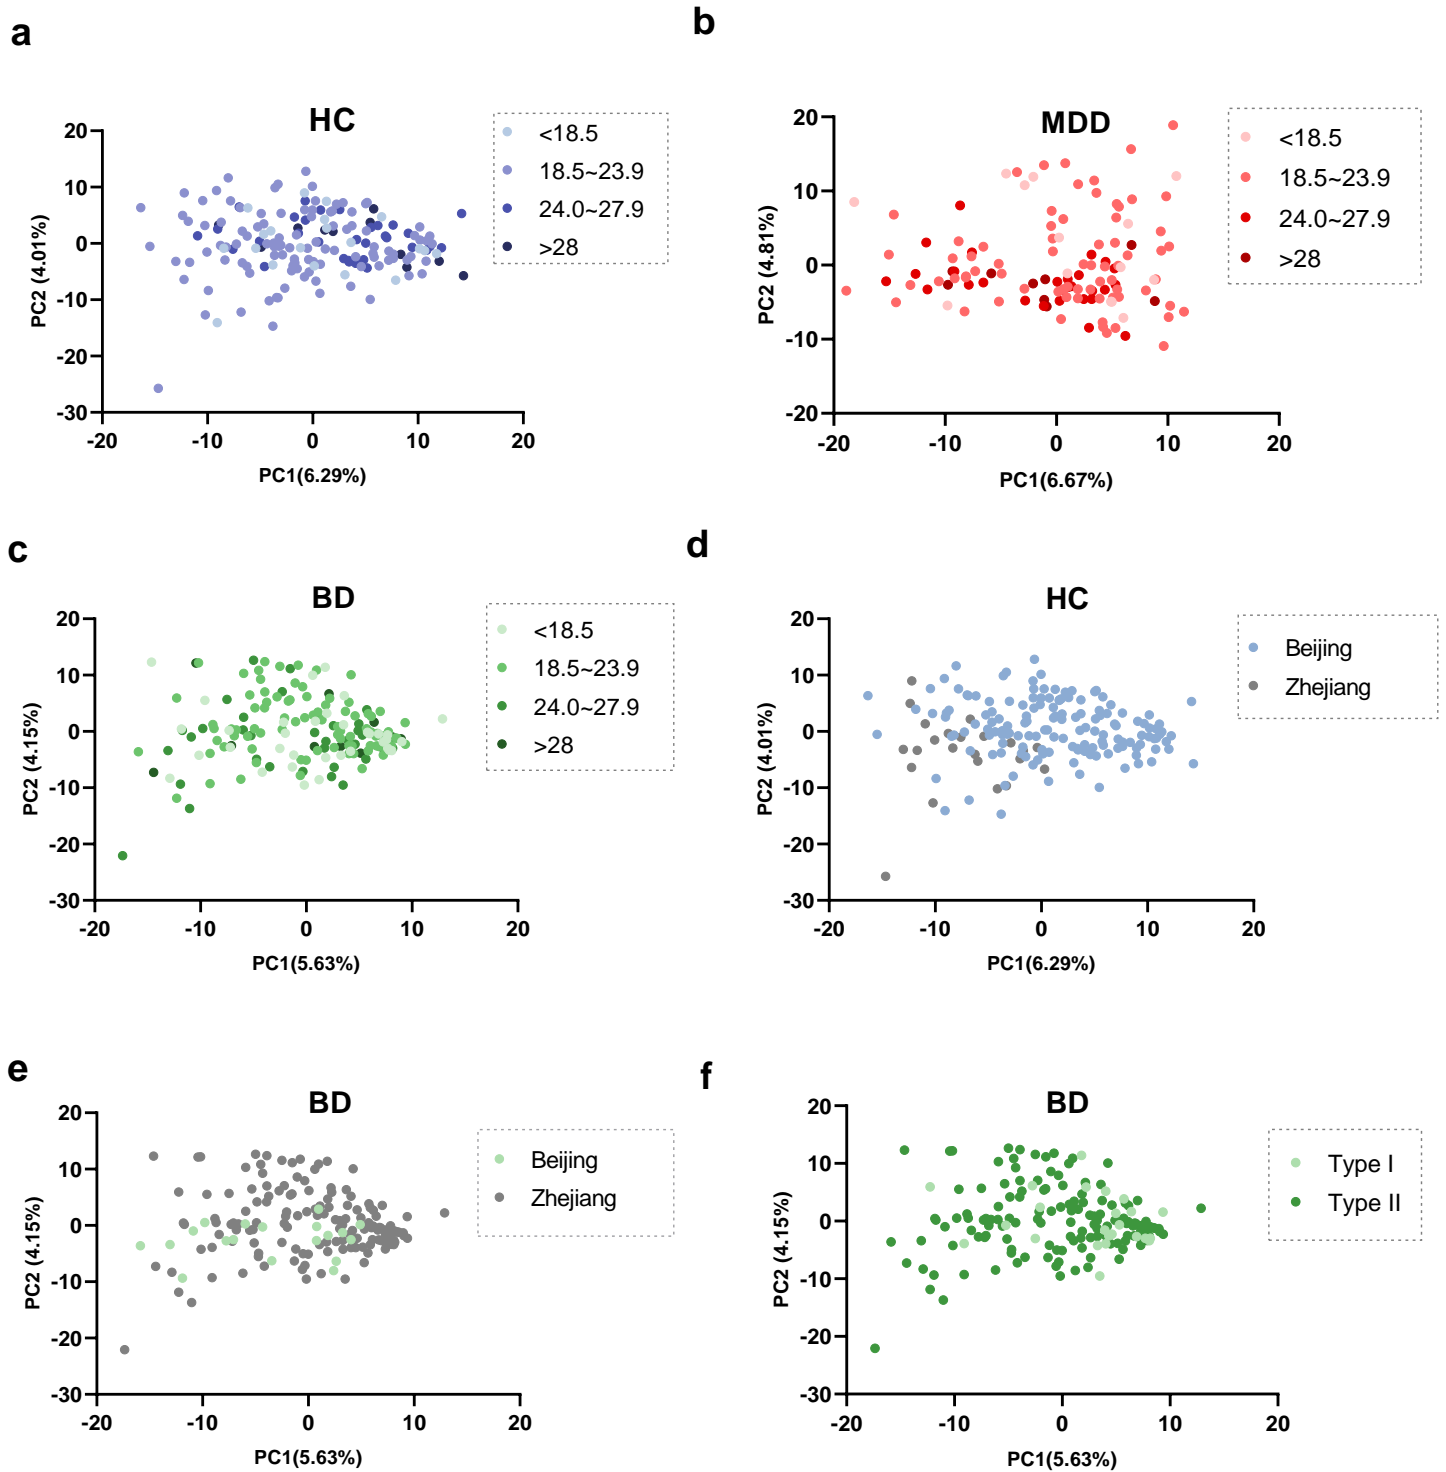 a
HC
<18.5
18.5~23.9
24.0~27.9
>28
20
10
0
-10
-20
-30
PC2 (4.01%)
-20
-10
0
10
20
PC1(6.29%)
b
MDD
<18.5
18.5~23.9
24.0~27.9
>28
20
10
0
-10
-20
PC2 (4.81%)
-20
-10
0
10
20
PC1(6.67%)
c
BD
<18.5
18.5~23.9
24.0~27.9
>28
20
10
0
-10
-20
-30
PC2 (4.15%)
-20
-10
0
10
20
PC1(5.63%)
d
HC
Beijing
Zhejiang
20
10
0
-10
-20
-30
PC2 (4.01%)
-20
-10
0
10
20
PC1(6.29%)
e
BD
Beijing
Zhejiang
20
10
0
-10
-20
-30
PC2 (4.15%)
-20
-10
0
10
20
PC1(5.63%)
f
BD
Type I
Type II
20
10
0
-10
-20
-30
PC2 (4.15%)
-20
-10
0
10
20
PC1(5.63%)